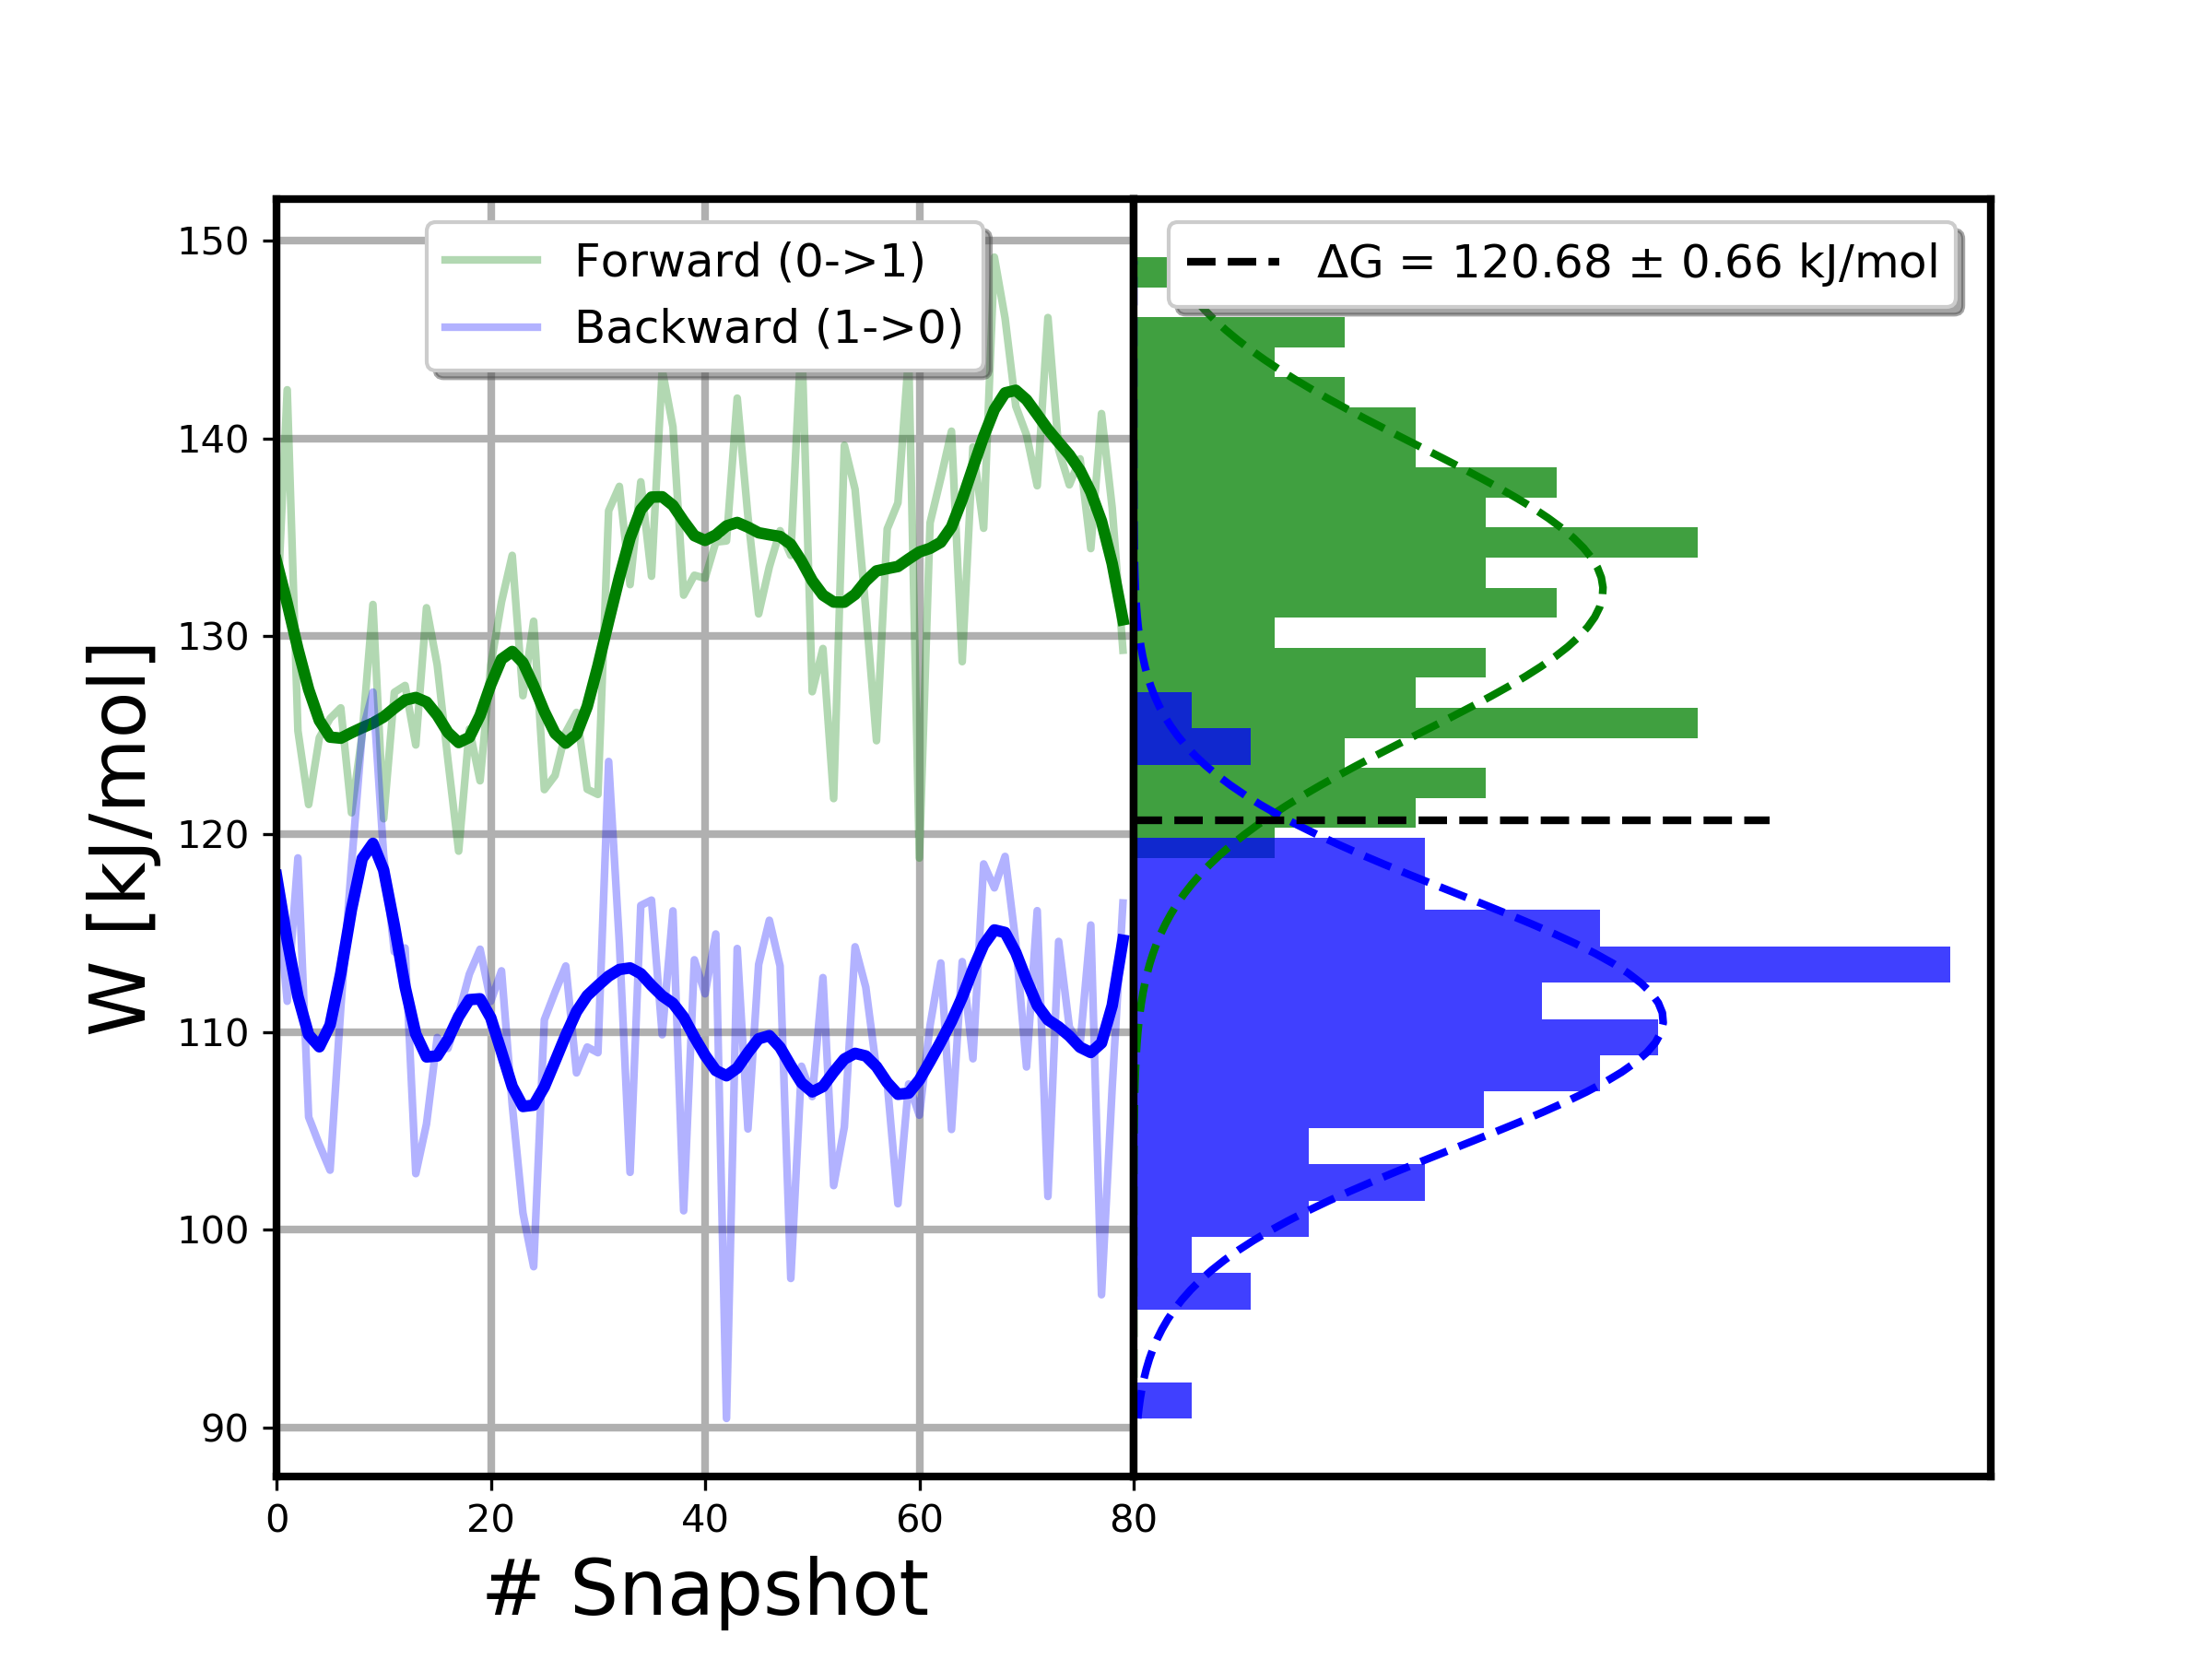 Forward (0->1)
Backward (1->0)
ΔG = 120.68 ± 0.66 kJ/mol
150
140
130
120
110
100
90
W [kJ/mol]
0
20
40
60
80
# Snapshot